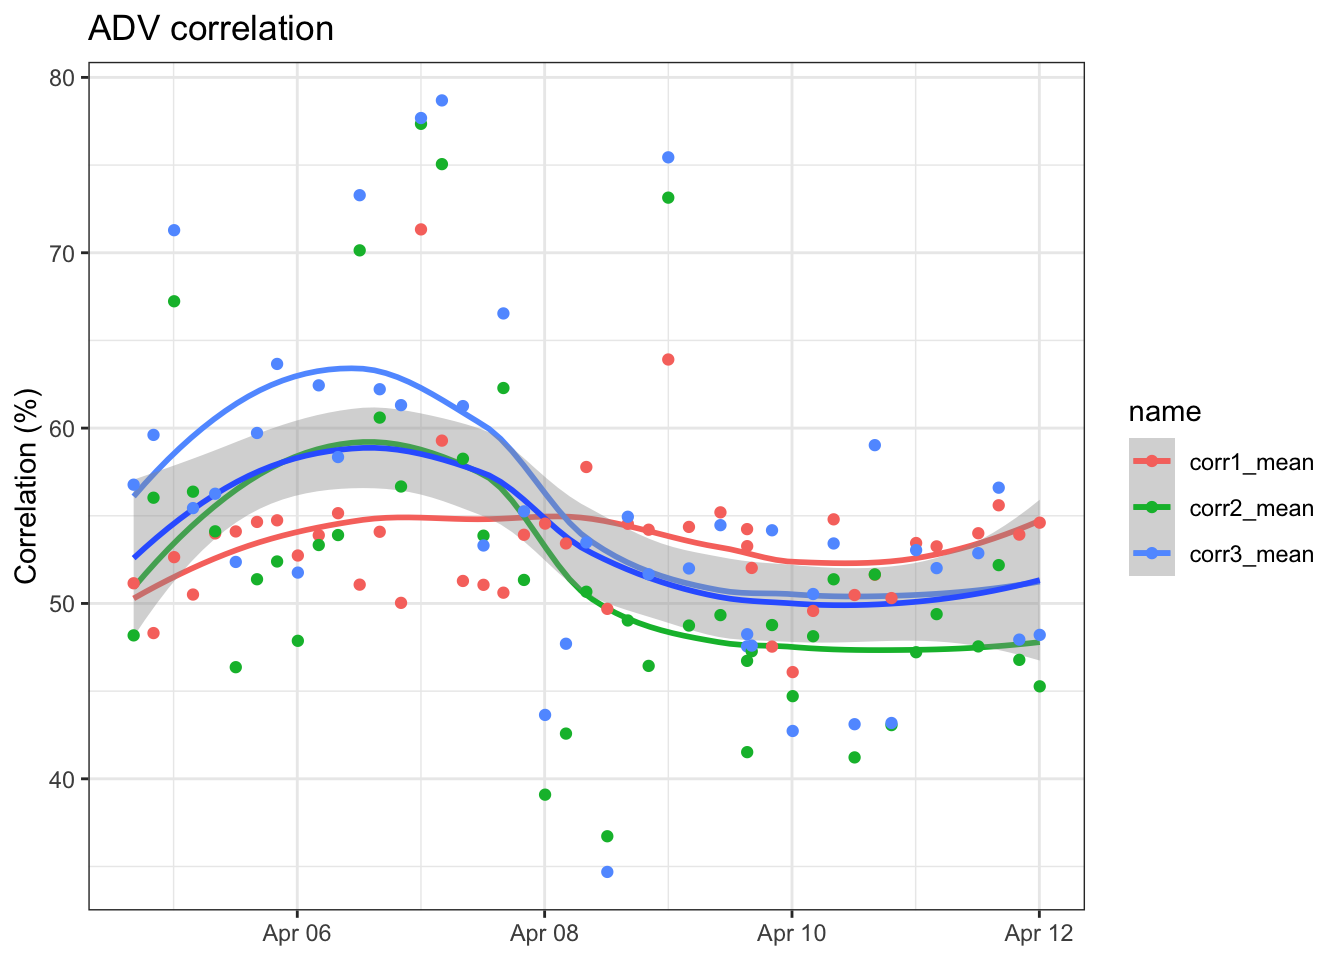 ADV correlation
Correlation (%)
80
70
60
50
40
Apr 06
Apr 08
Apr 10
Apr 12
name
corr1_mean
corr2_mean
corr3_mean